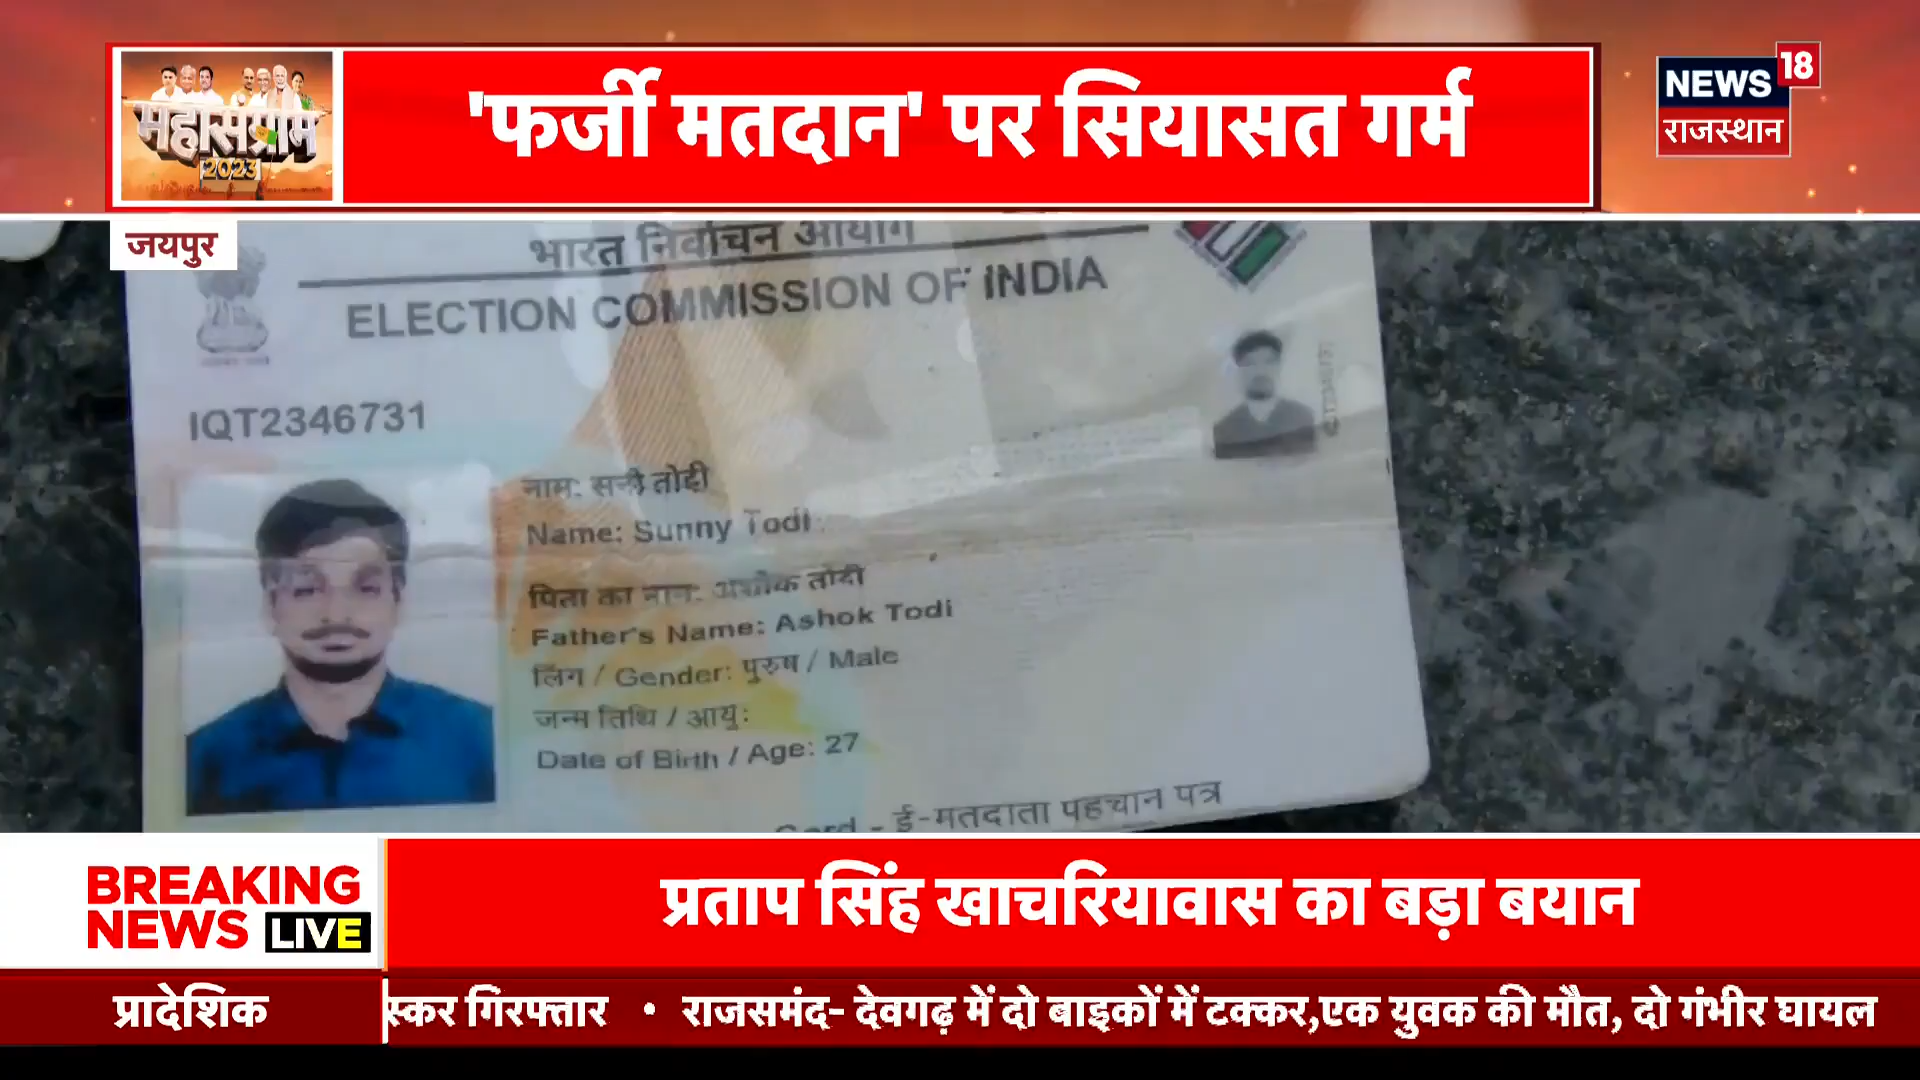 महासंग्राम
2023
'फर्जी मतदान' पर सियासत गर्म
NEWS 18
राजस्थान
जयपुर
भारत निर्वाचन आयोग
ELECTION COMMISSION OF INDIA
IQT2346731
नाम: सनी तोदी
Name: Sunny Todi
पिता का नाम: अशोक तोदी
Father's Name: Ashok Todi
लिंग / Gender: पुरुष / Male
जन्म तिथि / आयु:
Date of Birth / Age: 27
Card - ई-मतदाता पहचान पत्र
BREAKING
NEWS LIVE
प्रताप सिंह खाचरियावास का बड़ा बयान
प्रादेशिक
स्कर गिरफ्तार • राजसमंद- देवगढ़ में दो बाइकों में टक्कर,एक युवक की मौत, दो गंभीर घायल